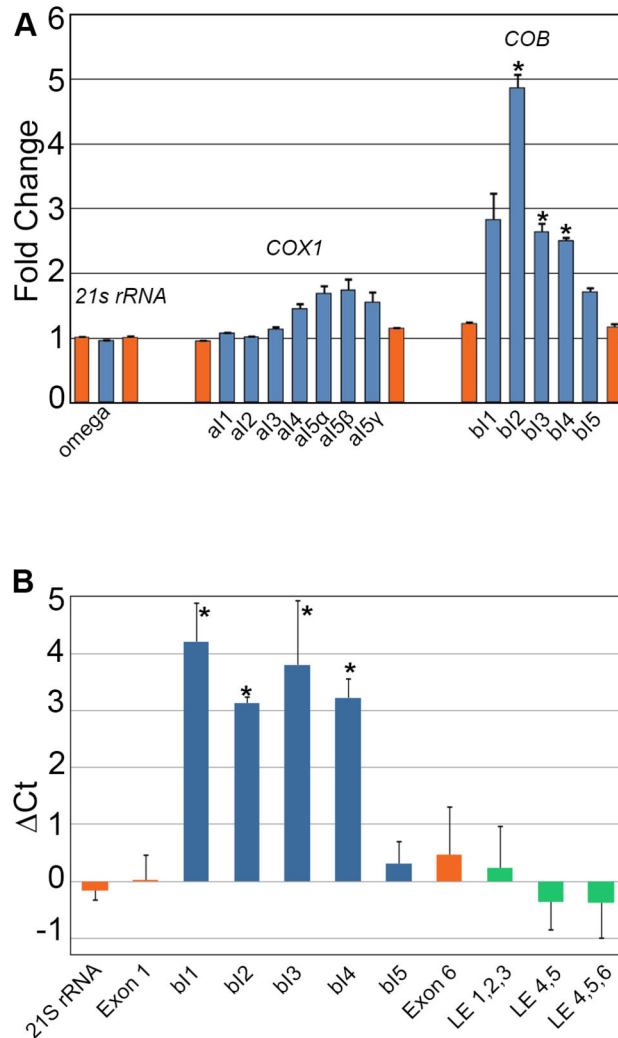 A
6
5
4
3
2
1
0
Fold Change
21s rRNA
COX1
COB
*
*
*
omega
aI1
aI2
aI3
aI4
aI5α
aI5β
aI5γ
bI1
bI2
bI3
bI4
bI5
B
5
4
3
2
1
0
-1
ΔCt
*
*
*
*
21S rRNA
Exon 1
bI1
bI2
bI3
bI4
bI5
Exon 6
LE 1,2,3
LE 4,5
LE 4,5,6